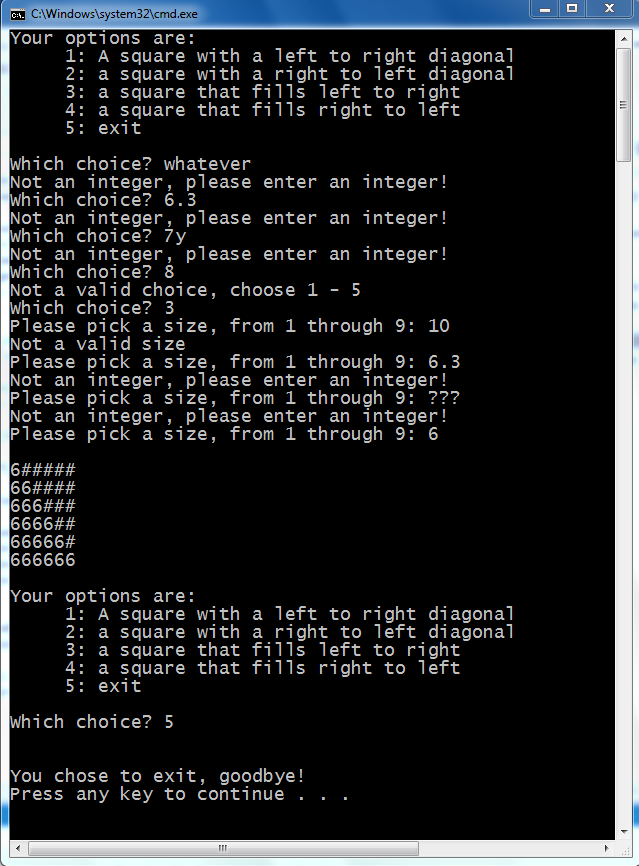 C:\Windows\system32\cmd.exe
Your options are:
1: A square with a left to right diagonal
2: a square with a right to left diagonal
3: a square that fills left to right
4: a square that fills right to left
5: exit
Which choice? whatever
Not an integer, please enter an integer!
Which choice? 6.3
Not an integer, please enter an integer!
Which choice? 7y
Not an integer, please enter an integer!
Which choice? 8
Not a valid choice, choose 1 - 5
Which choice? 3
Please pick a size, from 1 through 9: 10
Not a valid size
Please pick a size, from 1 through 9: 6.3
Not an integer, please enter an integer!
Please pick a size, from 1 through 9: ???
Not an integer, please enter an integer!
Please pick a size, from 1 through 9: 6
6#####
66####
666###
6666##
66666#
666666
Your options are:
1: A square with a left to right diagonal
2: a square with a right to left diagonal
3: a square that fills left to right
4: a square that fills right to left
5: exit
Which choice? 5
You chose to exit, goodbye!
Press any key to continue . . .